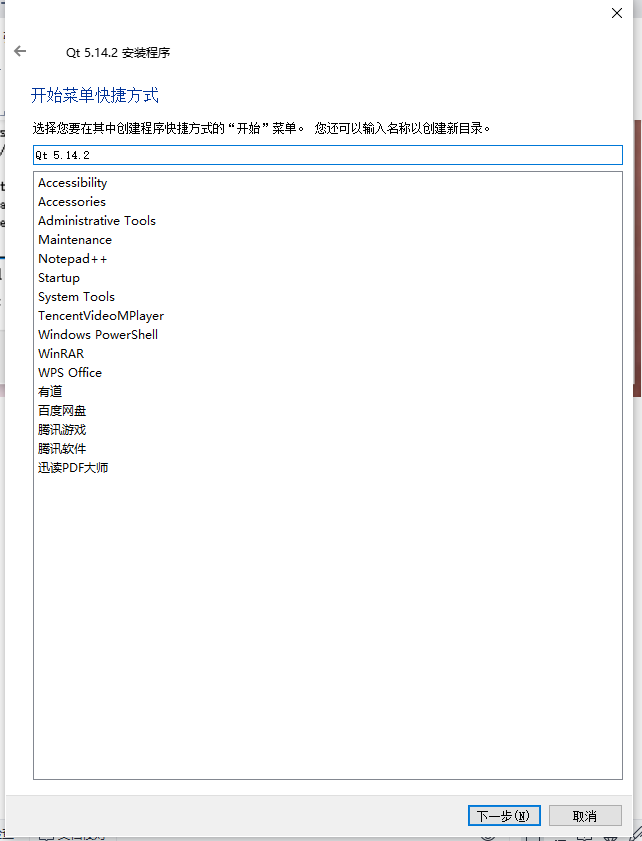 Qt 5.14.2 安装程序
开始菜单快捷方式
选择您要在其中创建程序快捷方式的“开始”菜单。 您还可以输入名称以创建新目录。
Qt 5.14.2
Accessibility
Accessories
Administrative Tools
Maintenance
Notepad++
Startup
System Tools
TencentVideoMPlayer
Windows PowerShell
WinRAR
WPS Office
有道
百度网盘
腾讯游戏
腾讯软件
迅读PDF大师
下一步(N) 取消